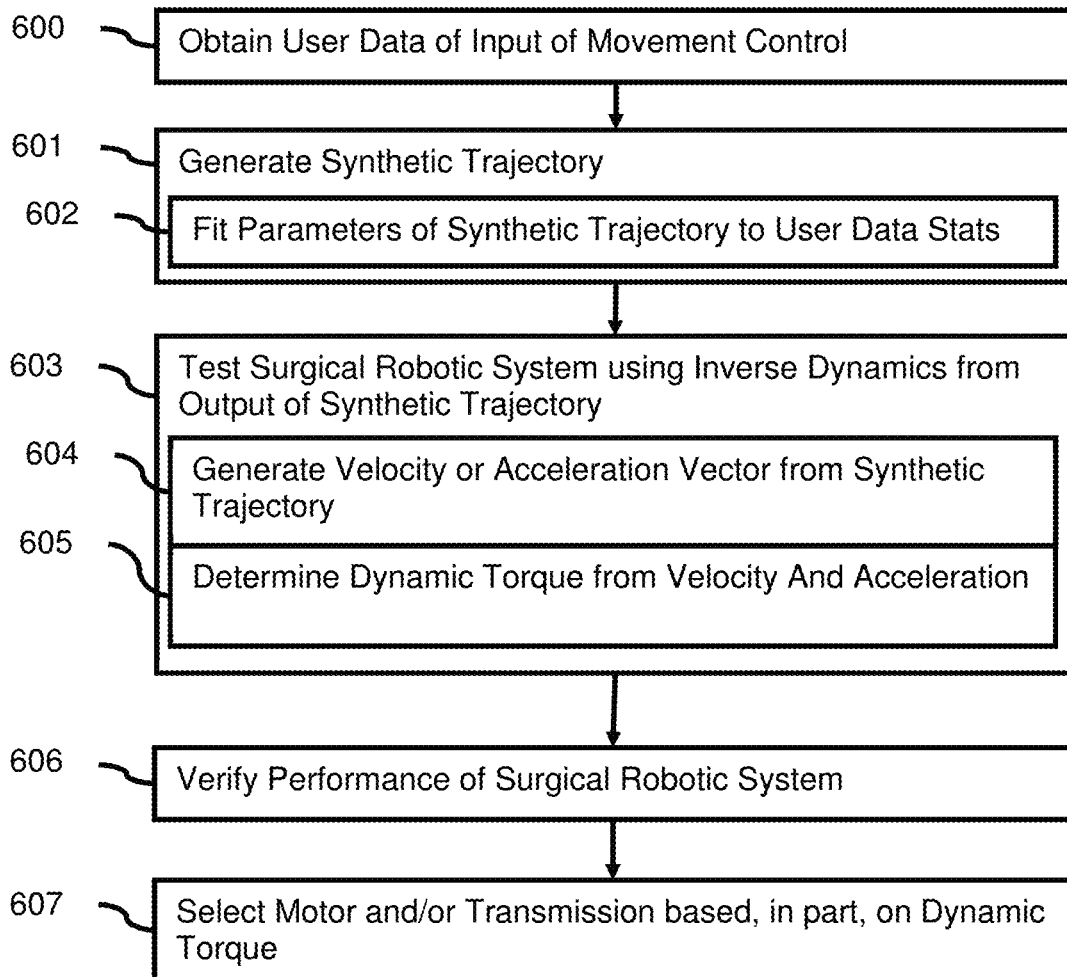 600
Obtain User Data of Input of Movement Control
601
Generate Synthetic Trajectory
602
Fit Parameters of Synthetic Trajectory to User Data Stats
603
Test Surgical Robotic System using Inverse Dynamics from
Output of Synthetic Trajectory
604
Generate Velocity or Acceleration Vector from Synthetic
Trajectory
605
Determine Dynamic Torque from Velocity And Acceleration
606
Verify Performance of Surgical Robotic System
607
Select Motor and/or Transmission based, in part, on Dynamic
Torque